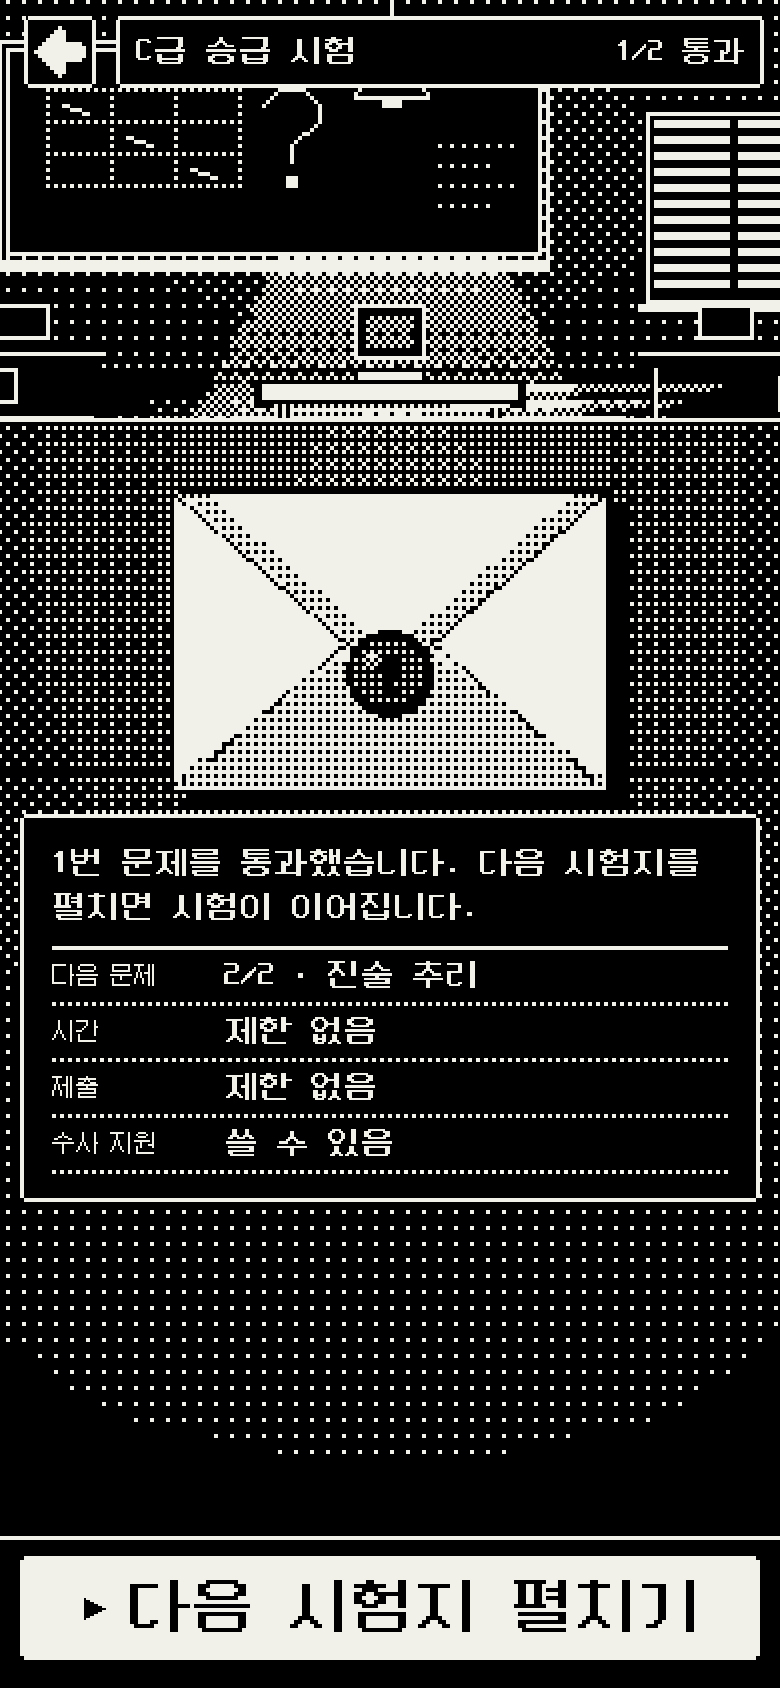 C급 승급 시험
1/2 통과
?
1번 문제를 통과했습니다. 다음 시험지를
펼치면 시험이 이어집니다.
다음 문제 2/2 · 진술 추리
시간 제한 없음
제출 제한 없음
수사 지원 쓸 수 있음
▶ 다음 시험지 펼치기